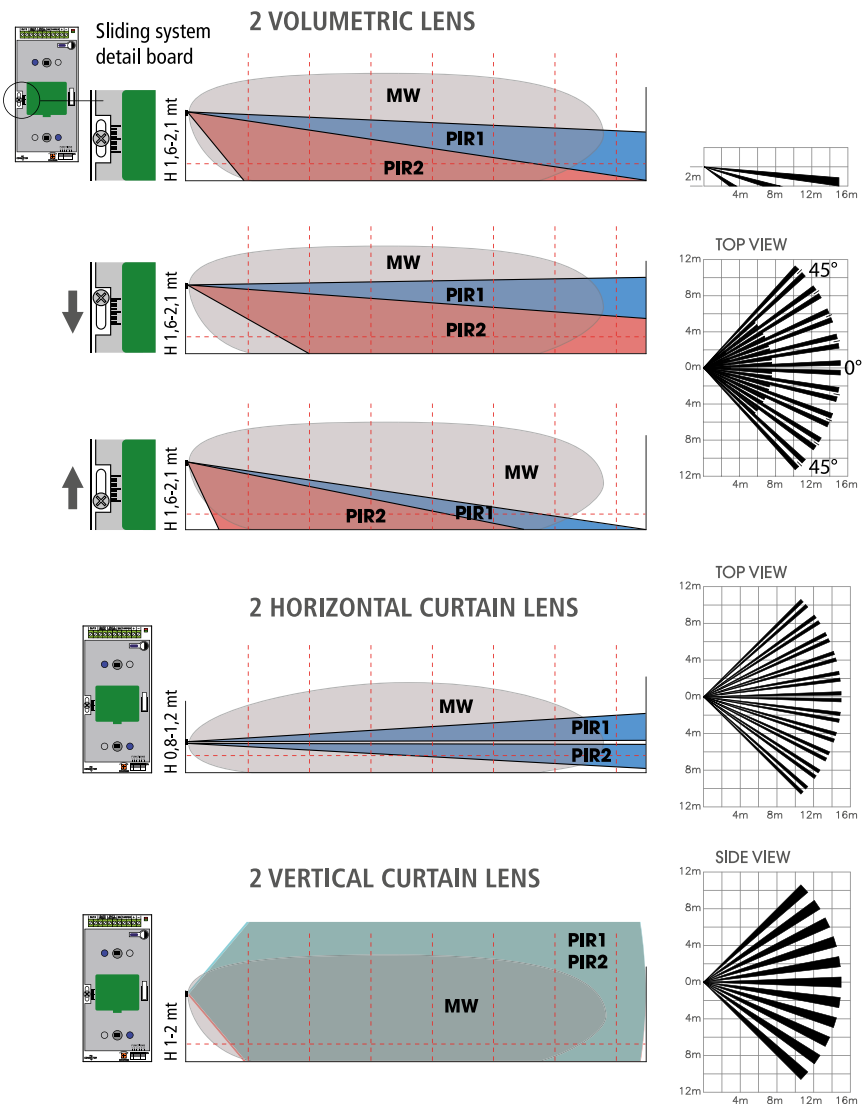 Sliding system
detail board
2 VOLUMETRIC LENS
MW
PIR1
PIR2
H 1,6-2,1 mt
2m
4m 8m 12m 16m
MW
PIR1
PIR2
H 1,6-2,1 mt
TOP VIEW
12m
8m
4m
0m
4m
8m
12m
45°
0°
45°
4m 8m 12m 16m
MW
PIR1
PIR2
H 1,6-2,1 mt
2 HORIZONTAL CURTAIN LENS
MW
PIR1
PIR2
H 0,8-1,2 mt
TOP VIEW
12m
8m
4m
0m
4m
8m
12m
4m 8m 12m 16m
2 VERTICAL CURTAIN LENS
PIR1
PIR2
MW
H 1-2 mt
SIDE VIEW
12m
8m
4m
0m
4m
8m
12m
4m 8m 12m 16m